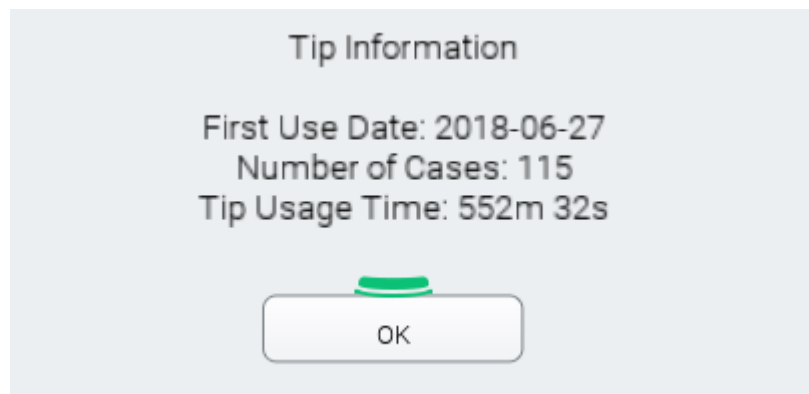 Tip Information
First Use Date: 2018-06-27
Number of Cases: 115
Tip Usage Time: 552m 32s
OK